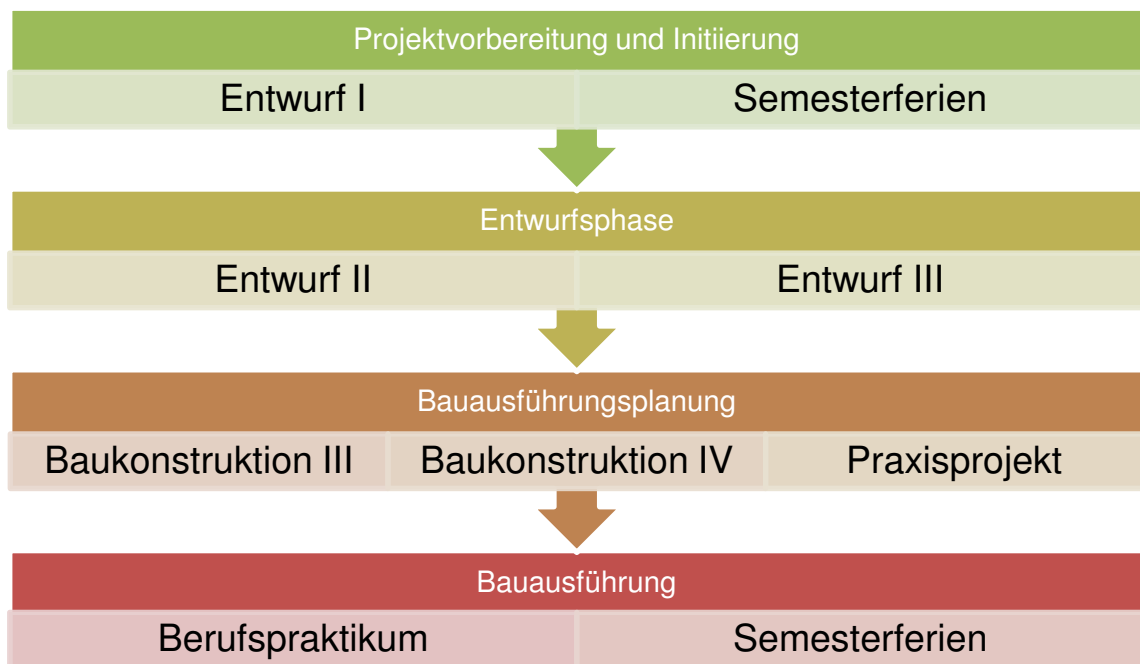 Projektvorbereitung und Initiierung
Entwurf I
Semesterferien
Entwurfsphase
Entwurf II
Entwurf III
Bauausführungsplanung
Baukonstruktion III
Baukonstruktion IV
Praxisprojekt
Bauausführung
Berufspraktikum
Semesterferien